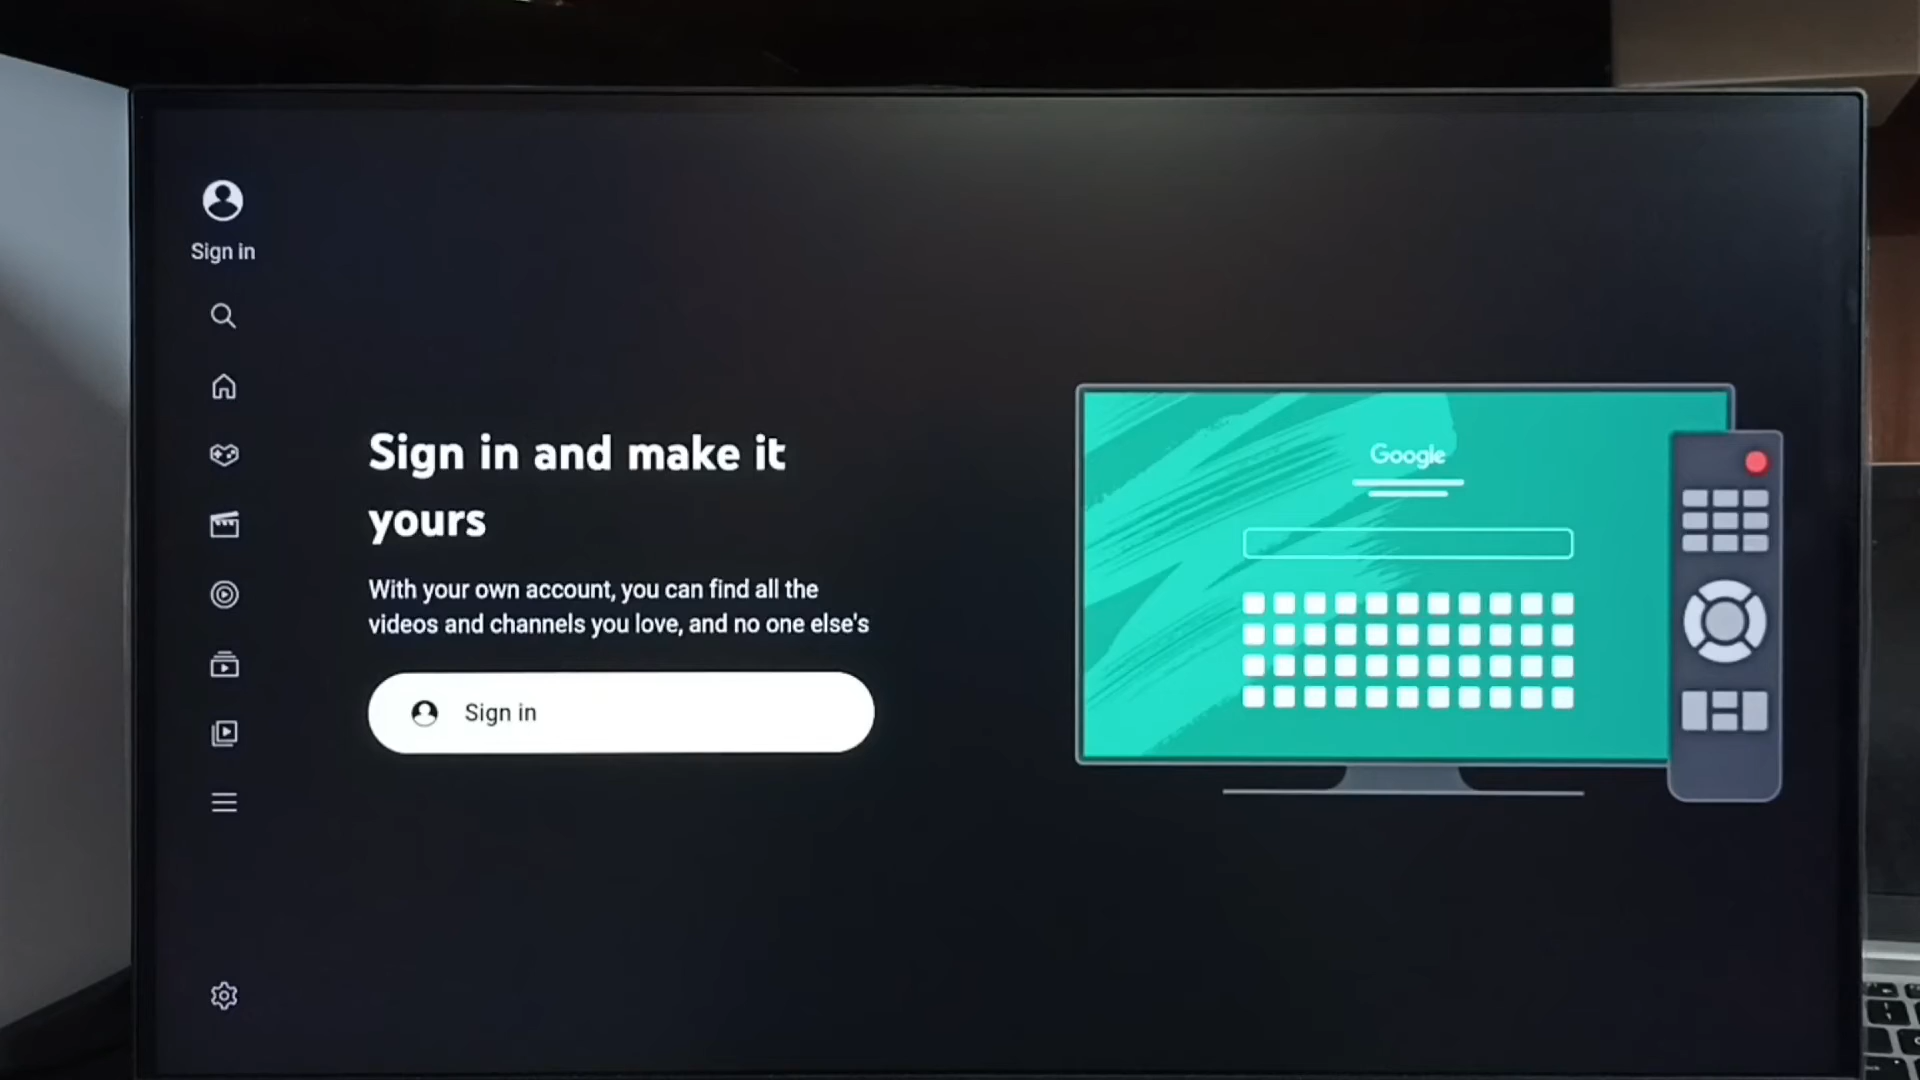 Sign in
Sign in and make it
yours
With your own account, you can find all the
videos and channels you love, and no one else's
Sign in
Google